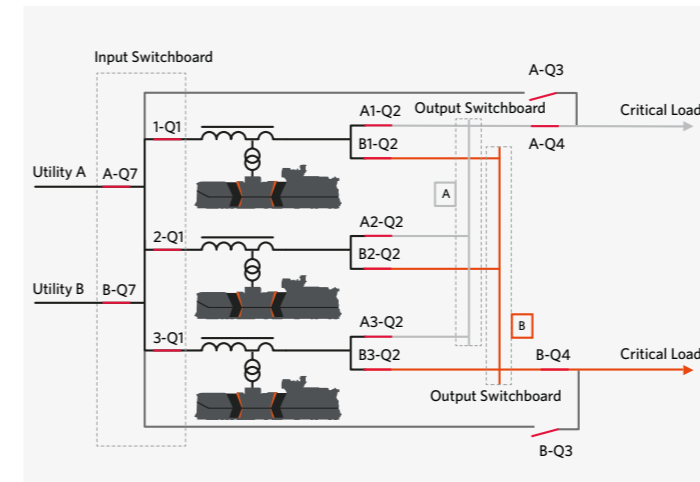 Input Switchboard
A-Q3
1-Q1
A1-Q2
Output Switchboard
Critical Load
B1-Q2
A-Q4
Utility A
A-Q7
A
2-Q1
A2-Q2
B2-Q2
Utility B
B-Q7
A3-Q2
B
3-Q1
B3-Q2
B-Q4
Critical Load
Output Switchboard
B-Q3